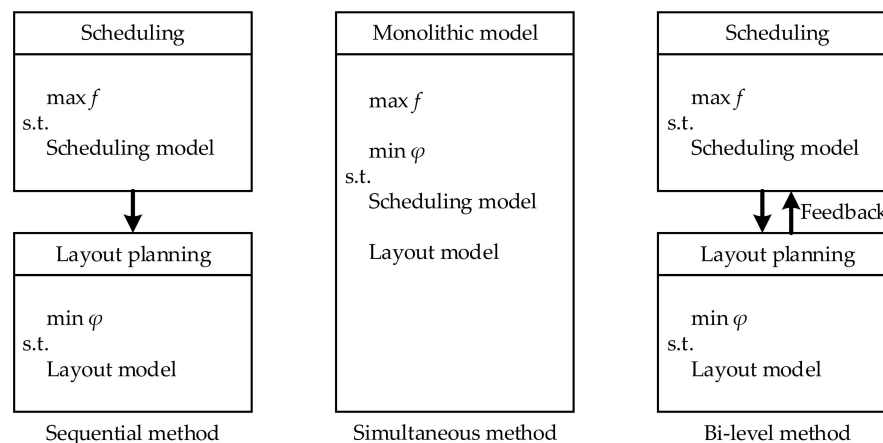 Scheduling
max f
s.t.
Scheduling model
Layout planning
min φ
s.t.
Layout model
Sequential method
Monolithic model
max f
min φ
s.t.
Scheduling model
Layout model
Simultaneous method
Scheduling
max f
s.t.
Scheduling model
Feedback
Layout planning
min φ
s.t.
Layout model
Bi-level method